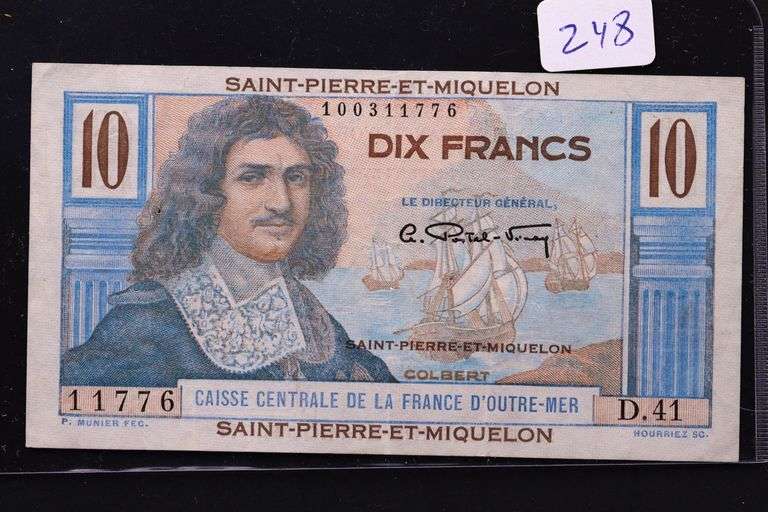 248
SAINT-PIERRE-ET-MIQUELON
100311776
10 DIX FRANCS 10
LE DIRECTEUR GÉNÉRAL,
SAINT-PIERRE-ET-MIQUELON
COLBERT
11776 CAISSE CENTRALE DE LA FRANCE D'OUTRE-MER D.41
P. MUNIER FEC. SAINT-PIERRE-ET-MIQUELON HOURRIEZ SC.